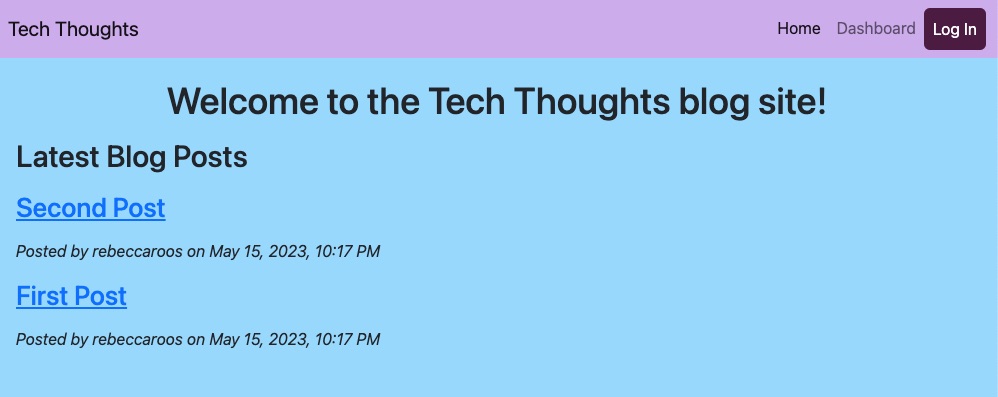 Tech Thoughts
Home Dashboard Log In
Welcome to the Tech Thoughts blog site!
Latest Blog Posts
Second Post
Posted by rebeccaroos on May 15, 2023, 10:17 PM
First Post
Posted by rebeccaroos on May 15, 2023, 10:17 PM